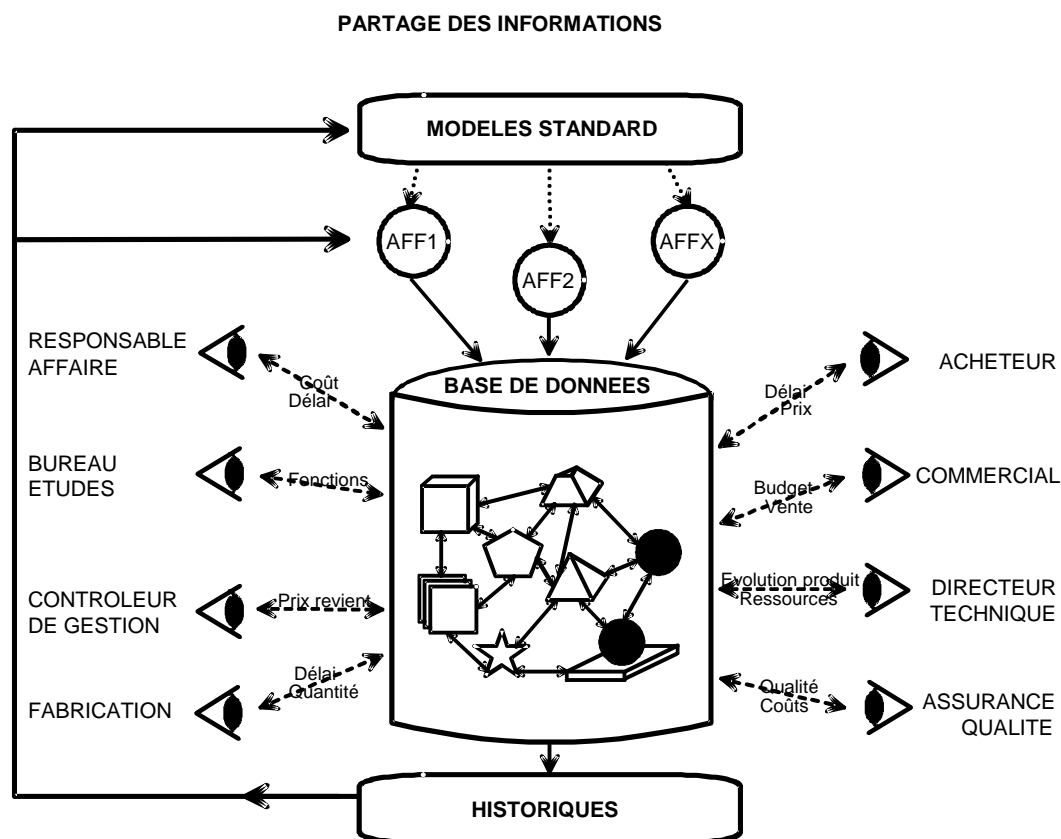 PARTAGE DES INFORMATIONS
MODELES STANDARD
AFF1
AFF2
AFFX
BASE DE DONNEES
RESPONSABLE
AFFAIRE
Coût
Délai
BUREAU
ETUDES
Fonctions
CONTROLEUR
DE GESTION
Prix revient
FABRICATION
Délai
Quantité
Délai
Prix
ACHETEUR
Budget
Vente
COMMERCIAL
Evolution produit
Ressources
DIRECTEUR
TECHNIQUE
Qualité
Coûts
ASSURANCE
QUALITE
HISTORIQUES